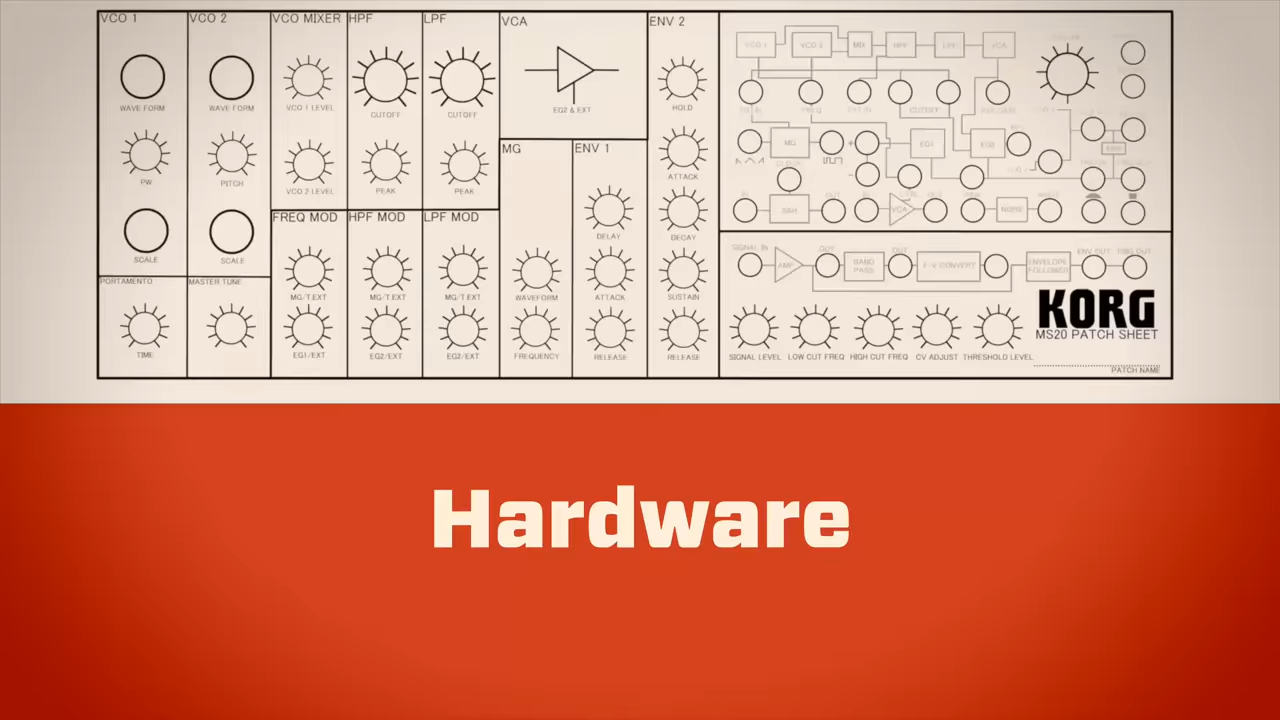 VCO 1
WAVE FORM
PW
SCALE
PORTAMENTO
TIME
VCO 2
WAVE FORM
PITCH
SCALE
MASTER TUNE
VCO MIXER
VCO 1 LEVEL
VCO 2 LEVEL
FREQ MOD
MG/T.EXT
EG1/EXT
HPF
CUTOFF
PEAK
HPF MOD
MG/T.EXT
EG2/EXT
LPF
CUTOFF
PEAK
LPF MOD
MG/T.EXT
EG2/EXT
VCA
EG2 & EXT
MG
WAVEFORM
FREQUENCY
ENV 1
DELAY
ATTACK
RELEASE
ENV 2
HOLD
ATTACK
DECAY
SUSTAIN
RELEASE
VCO 1
VCO 2
MIX
HPF
LPF
VCA
CUTOFF
MG
EG1
EG2
CLOCK
IN
OUT
S&H
VCA
NOISE
SIGNAL IN
AMP
OUT
BAND
PASS
OUT
F-V CONVERT
ENVELOPE
FOLLOWER
ENV OUT
TRIG OUT
SIGNAL LEVEL
LOW CUT FREQ
HIGH CUT FREQ
CV ADJUST
THRESHOLD LEVEL
KORG
MS20 PATCH SHEET
PATCH NAME
Hardware